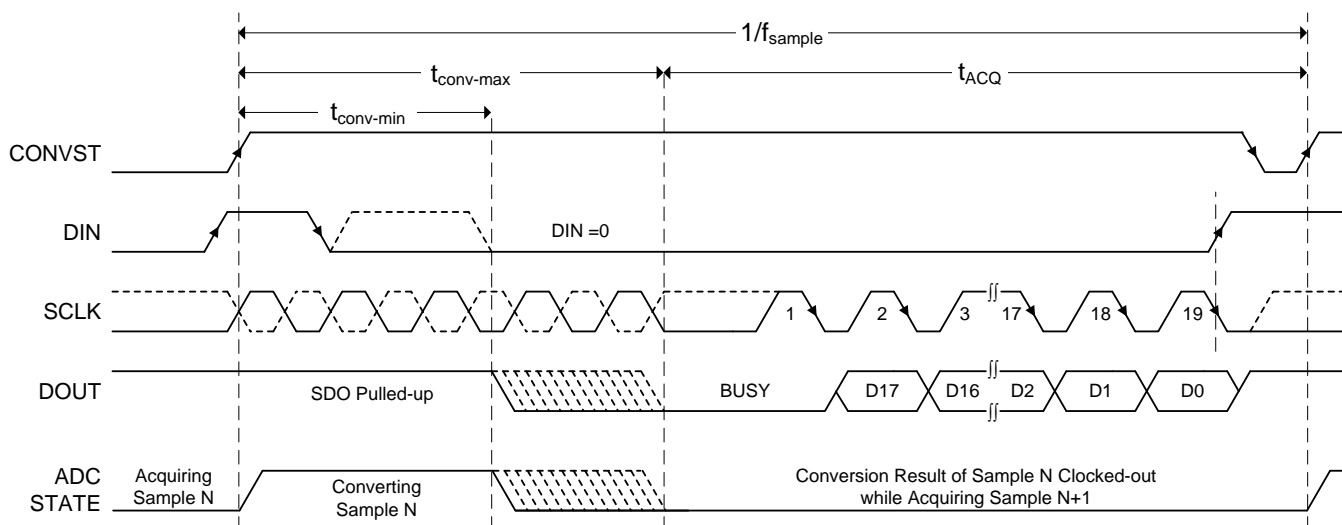 1/fsample
tconv-max
tACQ
tconv-min
CONVST
DIN
DIN =0
SCLK
1
2
3
17
18
19
DOUT
SDO Pulled-up
BUSY
D17
D16
D2
D1
D0
ADC
STATE
Acquiring
Sample N
Converting
Sample N
Conversion Result of Sample N Clocked-out
while Acquiring Sample N+1